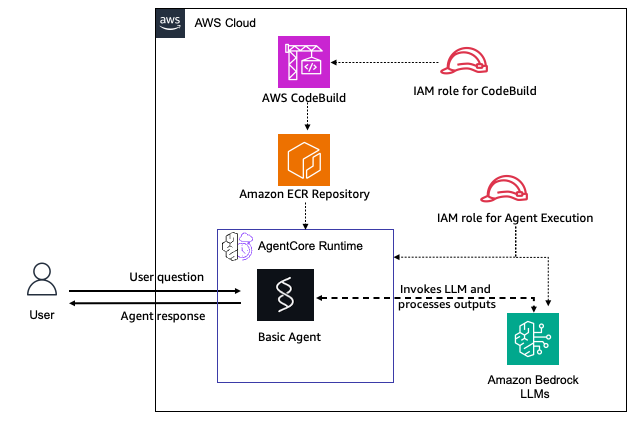 aws
AWS Cloud
AWS CodeBuild
IAM role for CodeBuild
Amazon ECR Repository
IAM role for Agent Execution
AgentCore Runtime
User question
Agent response
User
Basic Agent
Invokes LLM and
processes outputs
Amazon Bedrock
LLMs